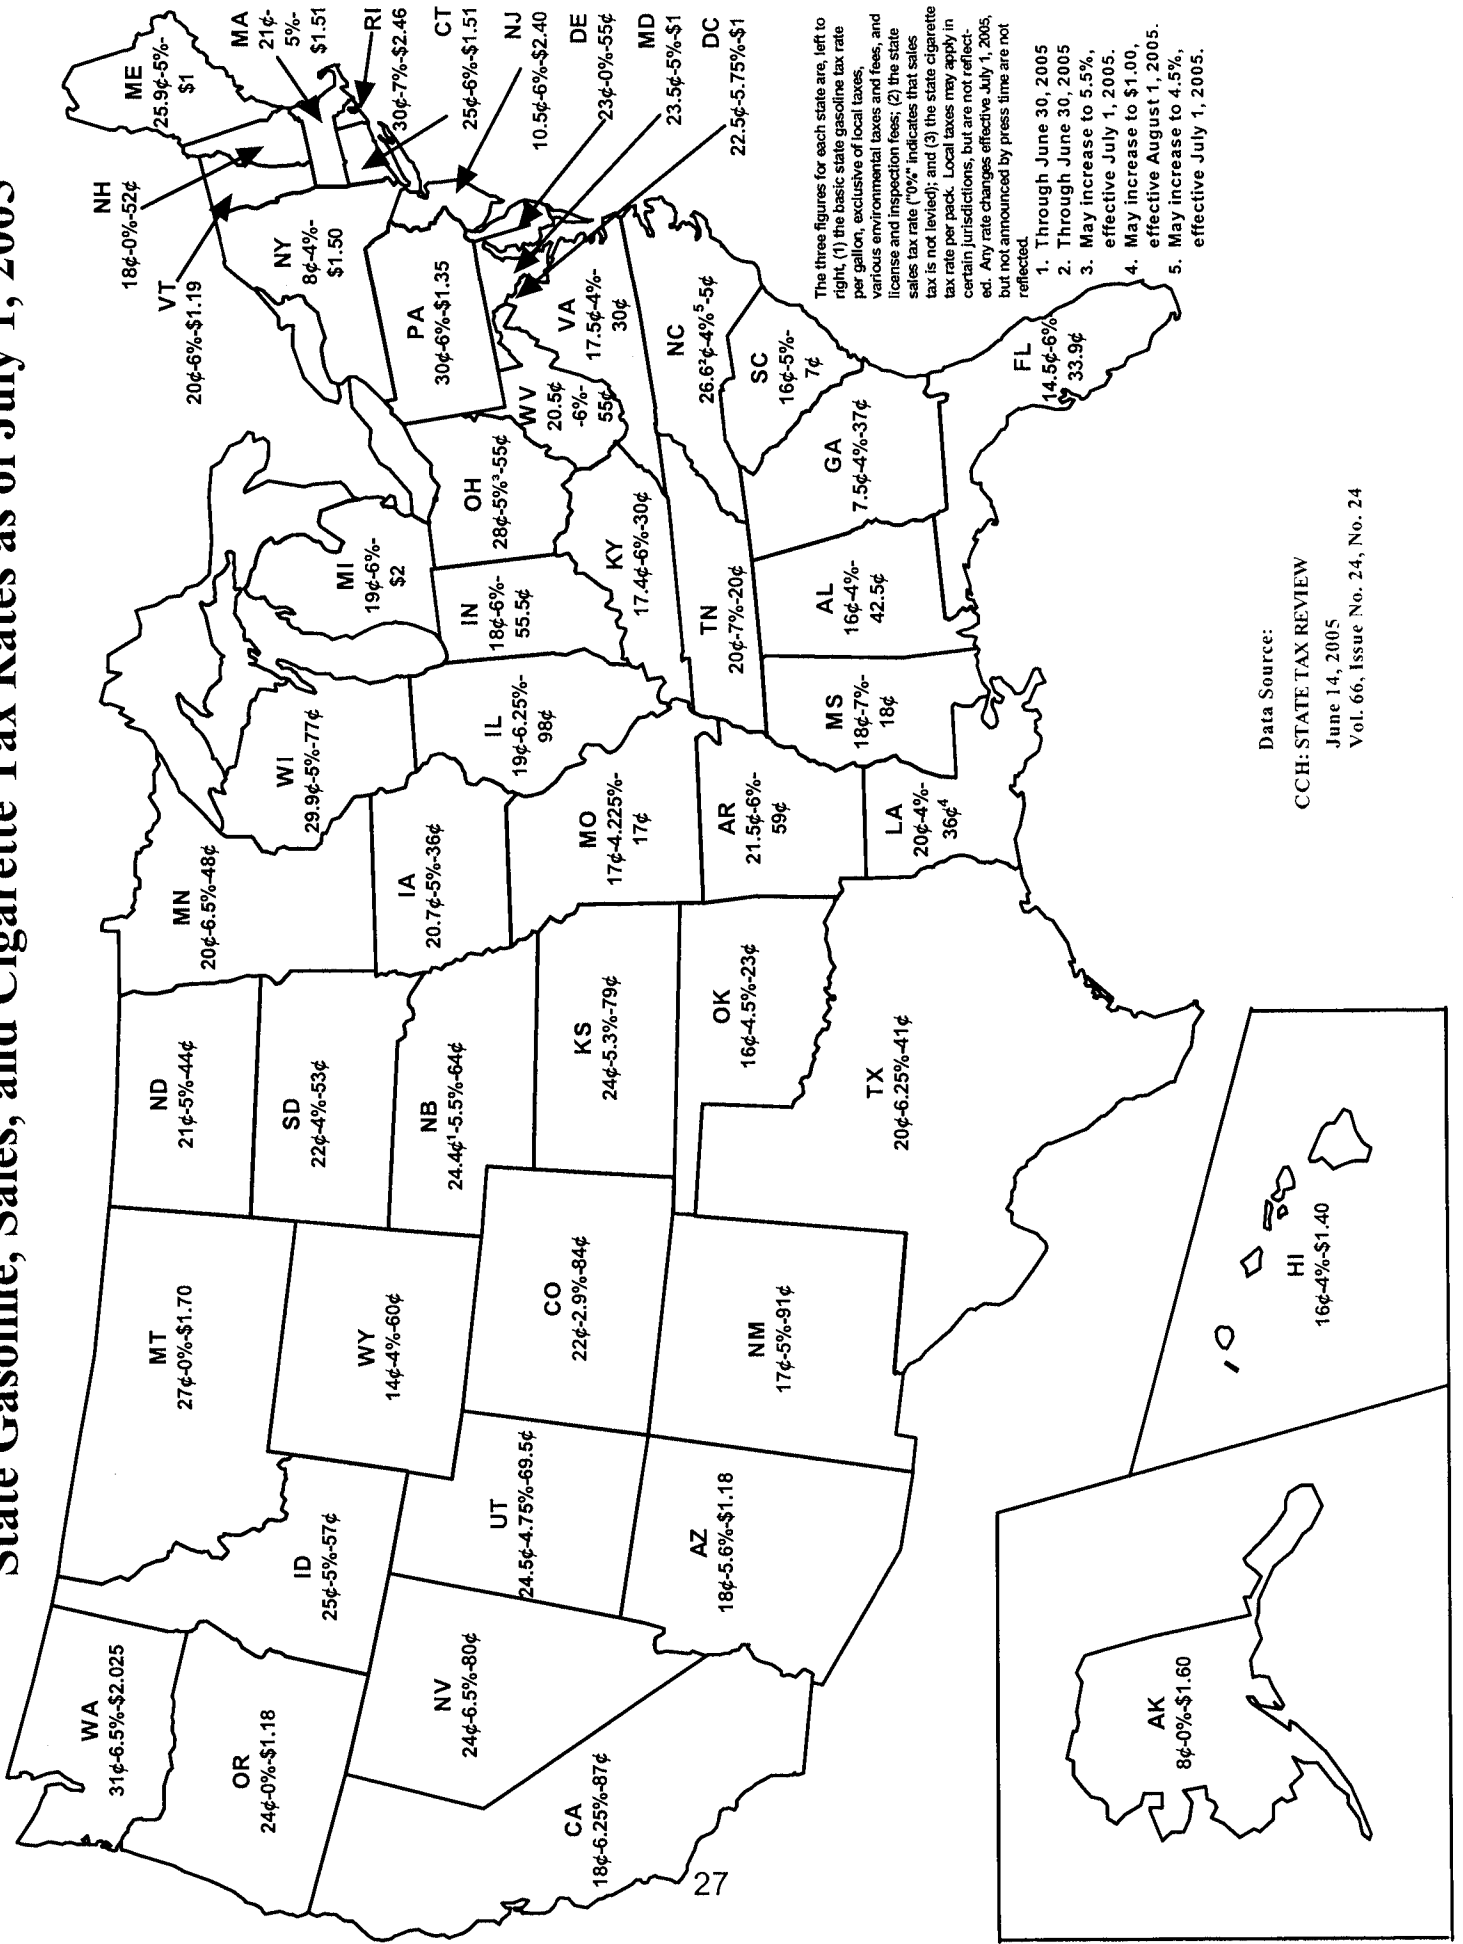 State Gasoline, Sales, and Cigarette Tax Rates as of July 1, 2005
WA
31¢-6.5%-$2.025
OR
24¢-0%-$1.18
CA
18¢-6.25%-87¢
NV
24¢-6.5%-80¢
ID
25¢-5%-57¢
MT
27¢-0%-$1.70
WY
14¢-4%-60¢
UT
24.5¢-4.75%-69.5¢
AZ
18¢-5.6%-$1.18
CO
22¢-2.9%-84¢
NM
17¢-5%-91¢
ND
21¢-5%-44¢
SD
22¢-4%-53¢
NB
24.4¢¹-5.5%-64¢
KS
24¢-5.3%-79¢
OK
16¢-4.5%-23¢
TX
20¢-6.25%-41¢
MN
20¢-6.5%-48¢
IA
20.7¢-5%-36¢
MO
17¢-4.225%-
17¢
AR
21.5¢-6%-
59¢
LA
20¢-4%-
36¢⁴
WI
29.9¢-5%-77¢
IL
19¢-6.25%-
98¢
MS
18¢-7%-
18¢
MI
19¢-6%-
$2
IN
18¢-6%-
55.5¢
OH
28¢-5%³-55¢
KY
17.4¢-6%-30¢
TN
20¢-7%-20¢
AL
16¢-4%-
42.5¢
GA
7.5¢-4%-37¢
FL
14.5¢-6%-
33.9¢
SC
16¢-5%-
7¢
NC
26.6²¢-4%⁵-5¢
VA
17.5¢-4%-
30¢
WV
20.5¢
-6%-
55¢
PA
30¢-6%-$1.35
NY
8¢-4%-
$1.50
VT
20¢-6%-$1.19
NH
18¢-0%-52¢
ME
25.9¢-5%-
$1
MA
21¢-
5%-
$1.51
RI
30¢-7%-$2.46
CT
25¢-6%-$1.51
NJ
10.5¢-6%-$2.40
DE
23¢-0%-55¢
MD
23.5¢-5%-$1
DC
22.5¢-5.75%-$1
AK
8¢-0%-$1.60
HI
16¢-4%-$1.40
The three figures for each state are, left to
right, (1) the basic state gasoline tax rate
per gallon, exclusive of local taxes,
various environmental taxes and fees, and
license and inspection fees; (2) the state
sales tax rate ("0%" indicates that sales
tax is not levied); and (3) the state cigarette
tax rate per pack. Local taxes may apply in
certain jurisdictions, but are not reflect-
ed. Any rate changes effective July 1, 2005,
but not announced by press time are not
reflected.
1. Through June 30, 2005
2. Through June 30, 2005
3. May increase to 5.5%,
effective July 1, 2005.
4. May increase to $1.00,
effective August 1, 2005.
5. May increase to 4.5%,
effective July 1, 2005.
Data Source:
CCH: STATE TAX REVIEW
June 14, 2005
Vol. 66, Issue No. 24, No. 24
27